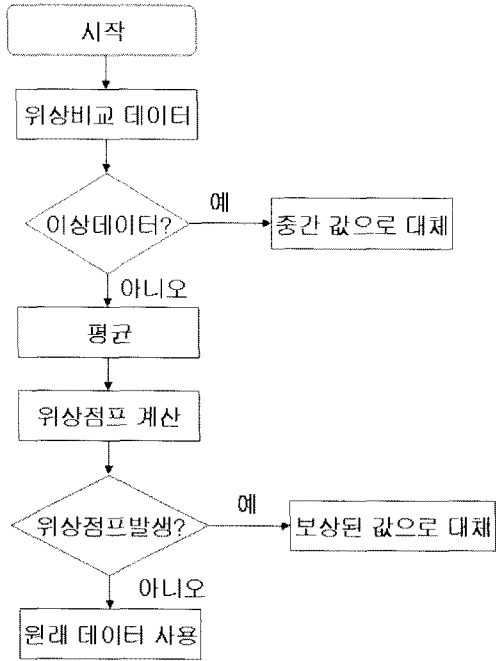 시작
위상비교 데이터
이상데이터?
예
중간 값으로 대체
아니오
평균
위상점프 계산
위상점프발생?
예
보상된 값으로 대체
아니오
원래 데이터 사용